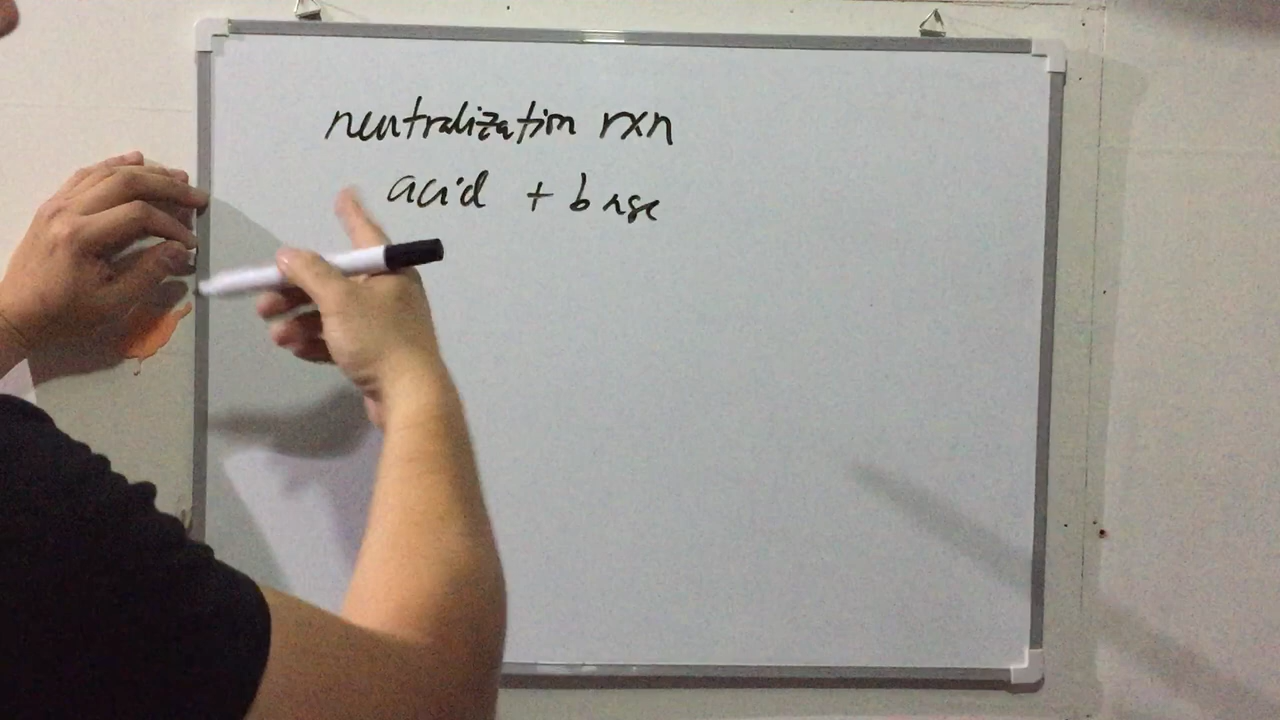 neutralization rxn
acid + base